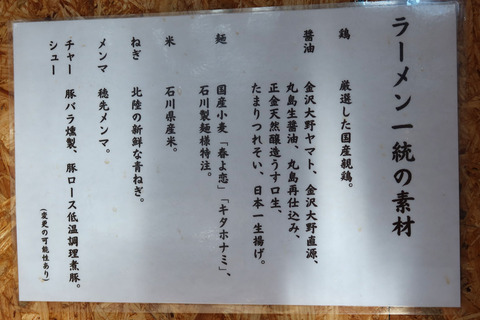 ラーメン一統の素材
鶏 厳選した国産親鶏。
醤油 金沢大野ヤマト、金沢大野直源、
丸島生醤油、丸島再仕込み、
正金天然醸造うす口生、
たまりつれそい、日本一生揚げ。
麺 国産小麦「春よ恋」「キタホナミ」、
石川製麺様特注。
米 石川県産米。
ねぎ 北陸の新鮮な青ねぎ。
メンマ 穂先メンマ。
チャー 豚バラ燻製、豚ロース低温調理煮豚。
シュー
(変更の可能性あり)